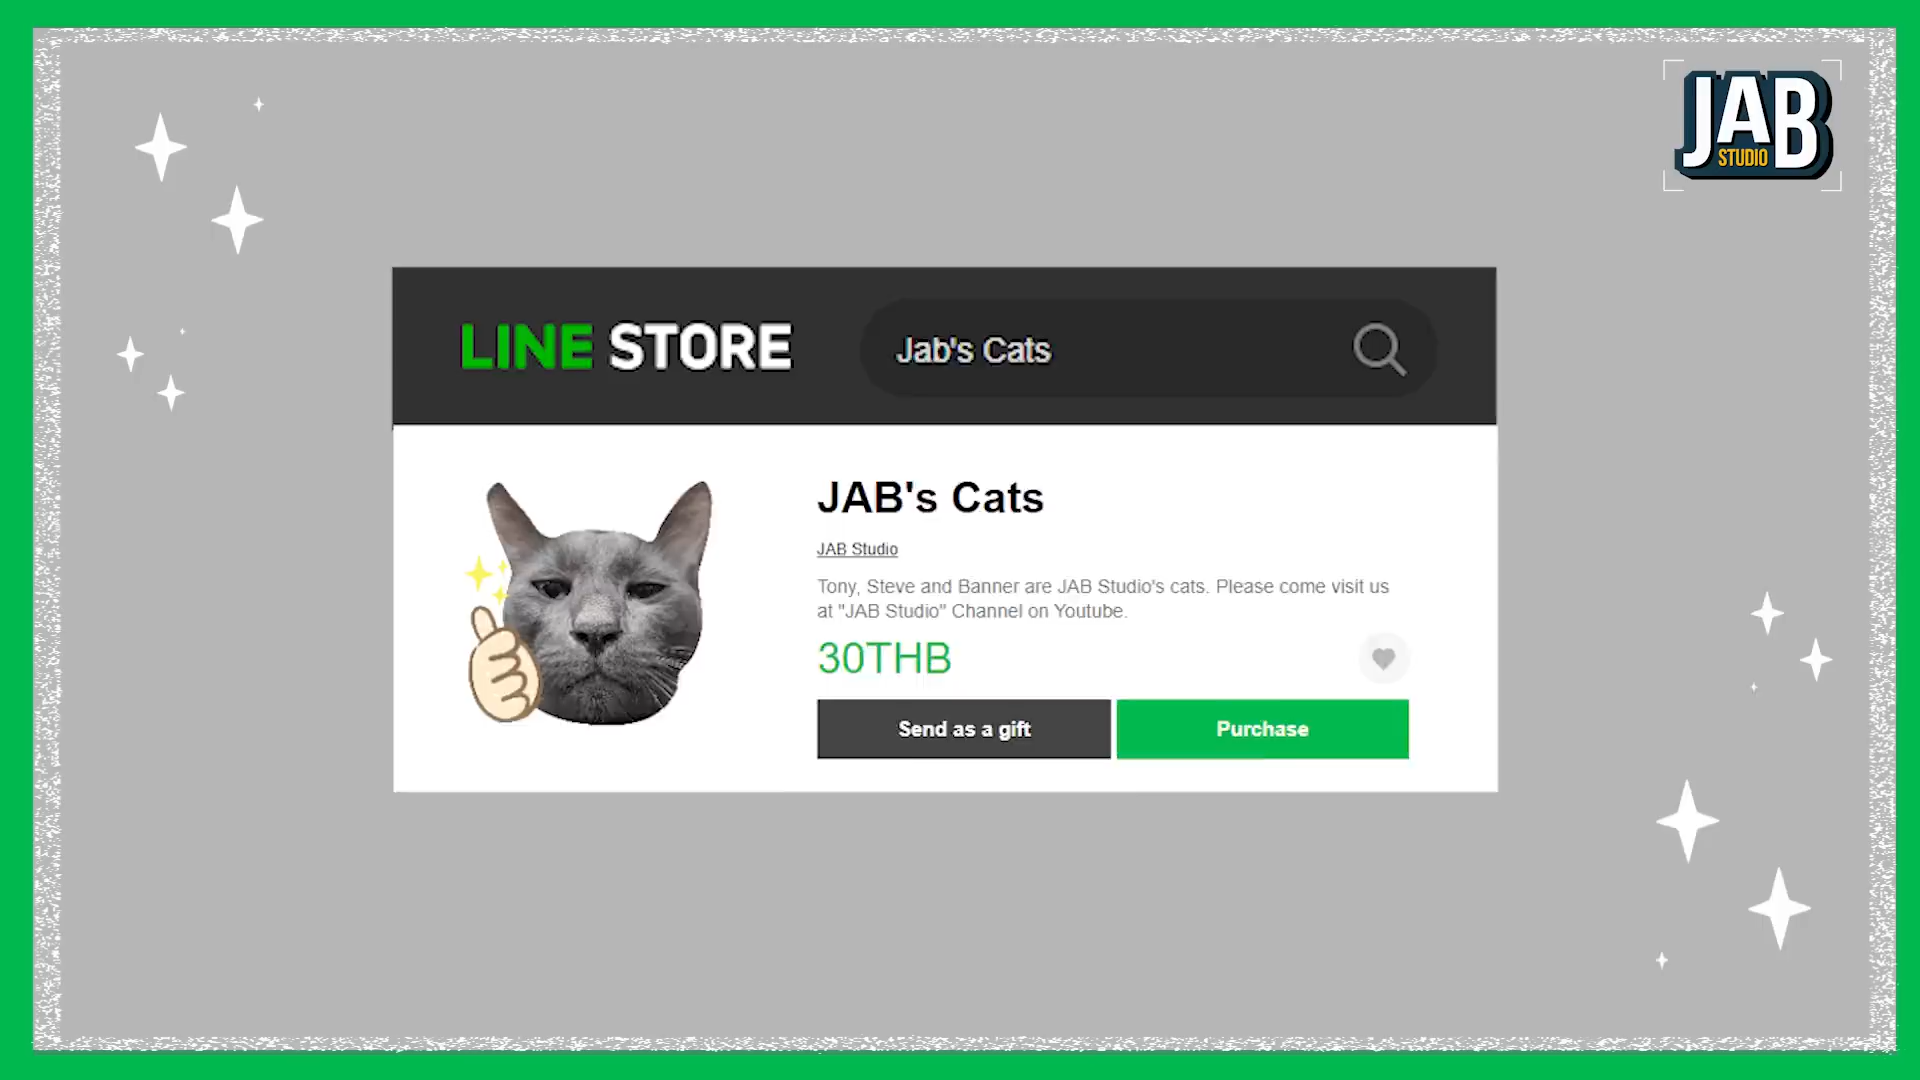 JAB
STUDIO
LINE STORE
Jab's Cats
JAB's Cats
JAB Studio
Tony, Steve and Banner are JAB Studio's cats. Please come visit us
at "JAB Studio" Channel on Youtube.
30THB
Send as a gift
Purchase